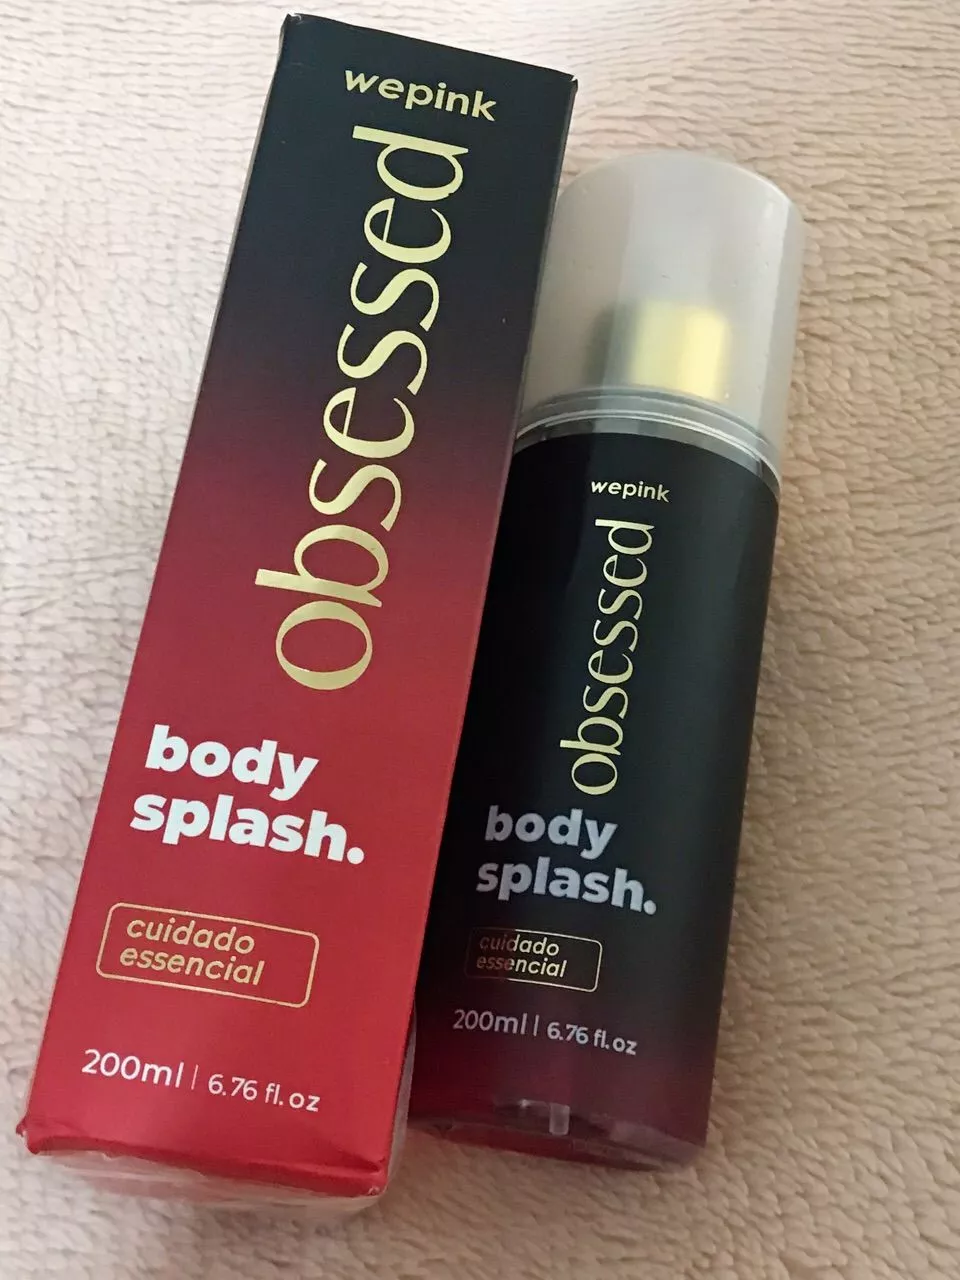 wepink
obsessed
body
splash.
cuidado
essencial
200ml | 6.76 fl.oz
wepink
obsessed
body
splash.
cuidado
essencial
200ml | 6.76 fl.oz